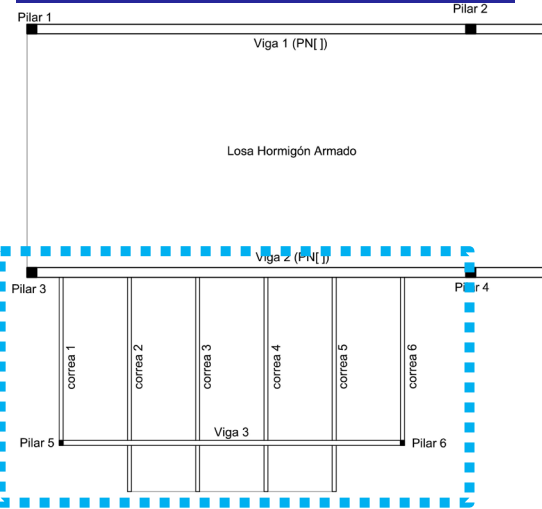 Pilar 1
Pilar 2
Viga 1 (PN[ ])
Losa Hormigón Armado
Viga 2 (PN[ ])
Pilar 3
Pilar 4
correa 1
correa 2
correa 3
correa 4
correa 5
correa 6
Viga 3
Pilar 5
Pilar 6